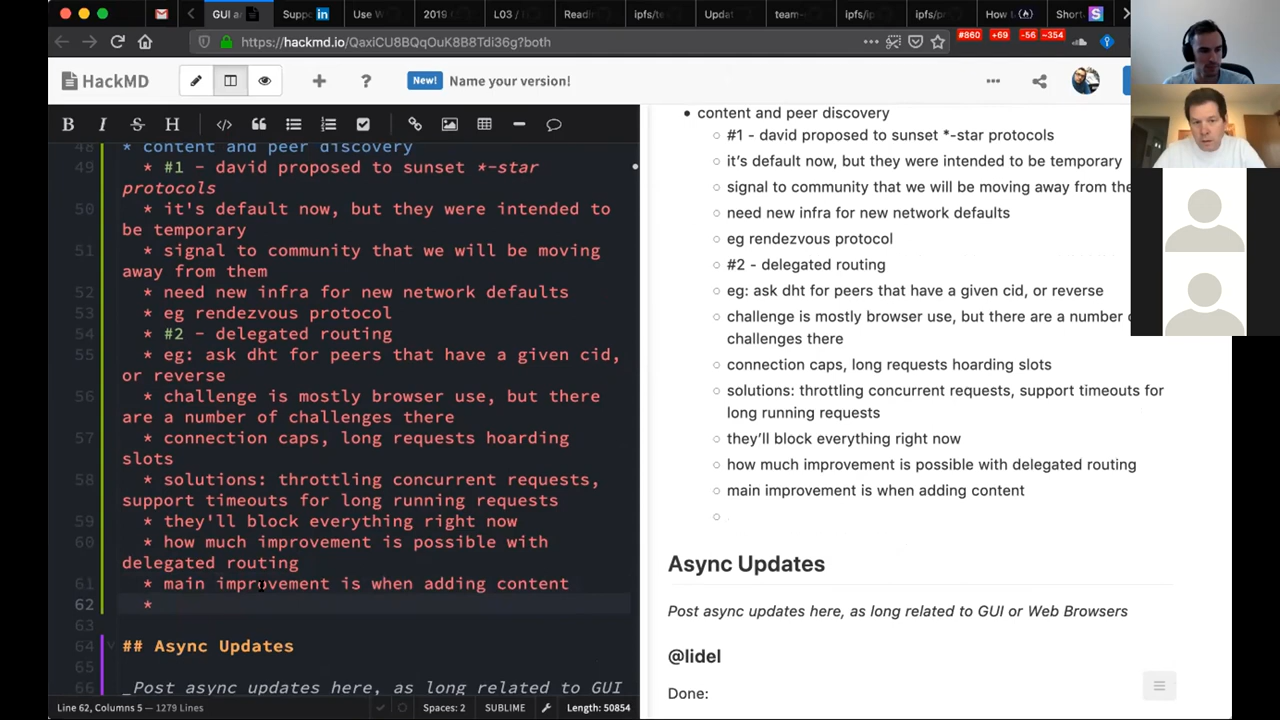 GUI an
Suppo
Use W
2019
L03 /
Readi
ipfs/te
Updat
team-
ipfs/ip
ipfs/pr
How t
Short
https://hackmd.io/QaxiCU8BQqOuK8B8Tdi36g?both
#860 +69 -56 ~354
HackMD
New! Name your version!
* content and peer discovery
49 * #1 - david proposed to sunset *-star
protocols
50 * it's default now, but they were intended to
be temporary
51 * signal to community that we will be moving
away from them
52 * need new infra for new network defaults
53 * eg rendezvous protocol
54 * #2 - delegated routing
55 * eg: ask dht for peers that have a given cid,
or reverse
56 * challenge is mostly browser use, but there
are a number of challenges there
57 * connection caps, long requests hoarding
slots
58 * solutions: throttling concurrent requests,
support timeouts for long running requests
59 * they'll block everything right now
60 * how much improvement is possible with
delegated routing
61 * main improvement is when adding content
62 *
63
64 ## Async Updates
65
66 _Post async updates here, as long related to GUI
Line 62, Columns 5 — 1279 Lines
Spaces: 2
SUBLIME
Length: 50854
content and peer discovery
#1 - david proposed to sunset *-star protocols
it's default now, but they were intended to be temporary
signal to community that we will be moving away from the
need new infra for new network defaults
eg rendezvous protocol
#2 - delegated routing
eg: ask dht for peers that have a given cid, or reverse
challenge is mostly browser use, but there are a number
challenges there
connection caps, long requests hoarding slots
solutions: throttling concurrent requests, support timeouts for
long running requests
they'll block everything right now
how much improvement is possible with delegated routing
main improvement is when adding content
Async Updates
Post async updates here, as long related to GUI or Web Browsers
@lidel
Done: